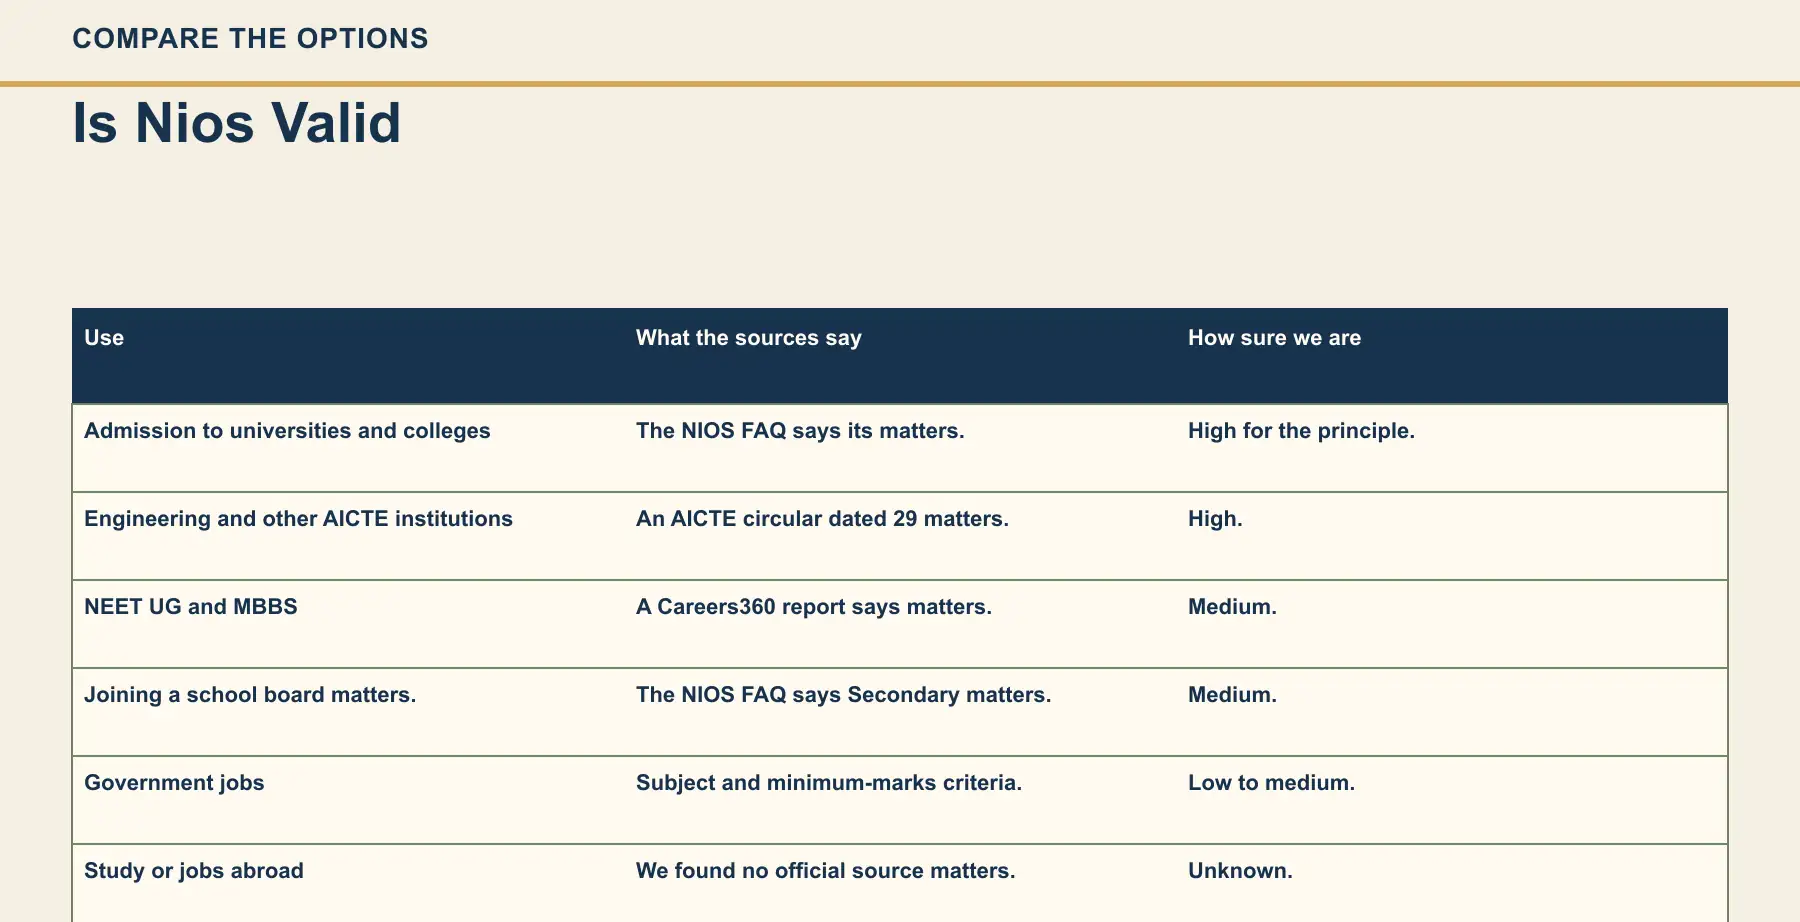 COMPARE THE OPTIONS
Is Nios Valid
Use What the sources say How sure we are
Admission to universities and colleges The NIOS FAQ says its matters. High for the principle.
Engineering and other AICTE institutions An AICTE circular dated 29 matters. High.
NEET UG and MBBS A Careers360 report says matters. Medium.
Joining a school board matters. The NIOS FAQ says Secondary matters. Medium.
Government jobs Subject and minimum-marks criteria. Low to medium.
Study or jobs abroad We found no official source matters. Unknown.